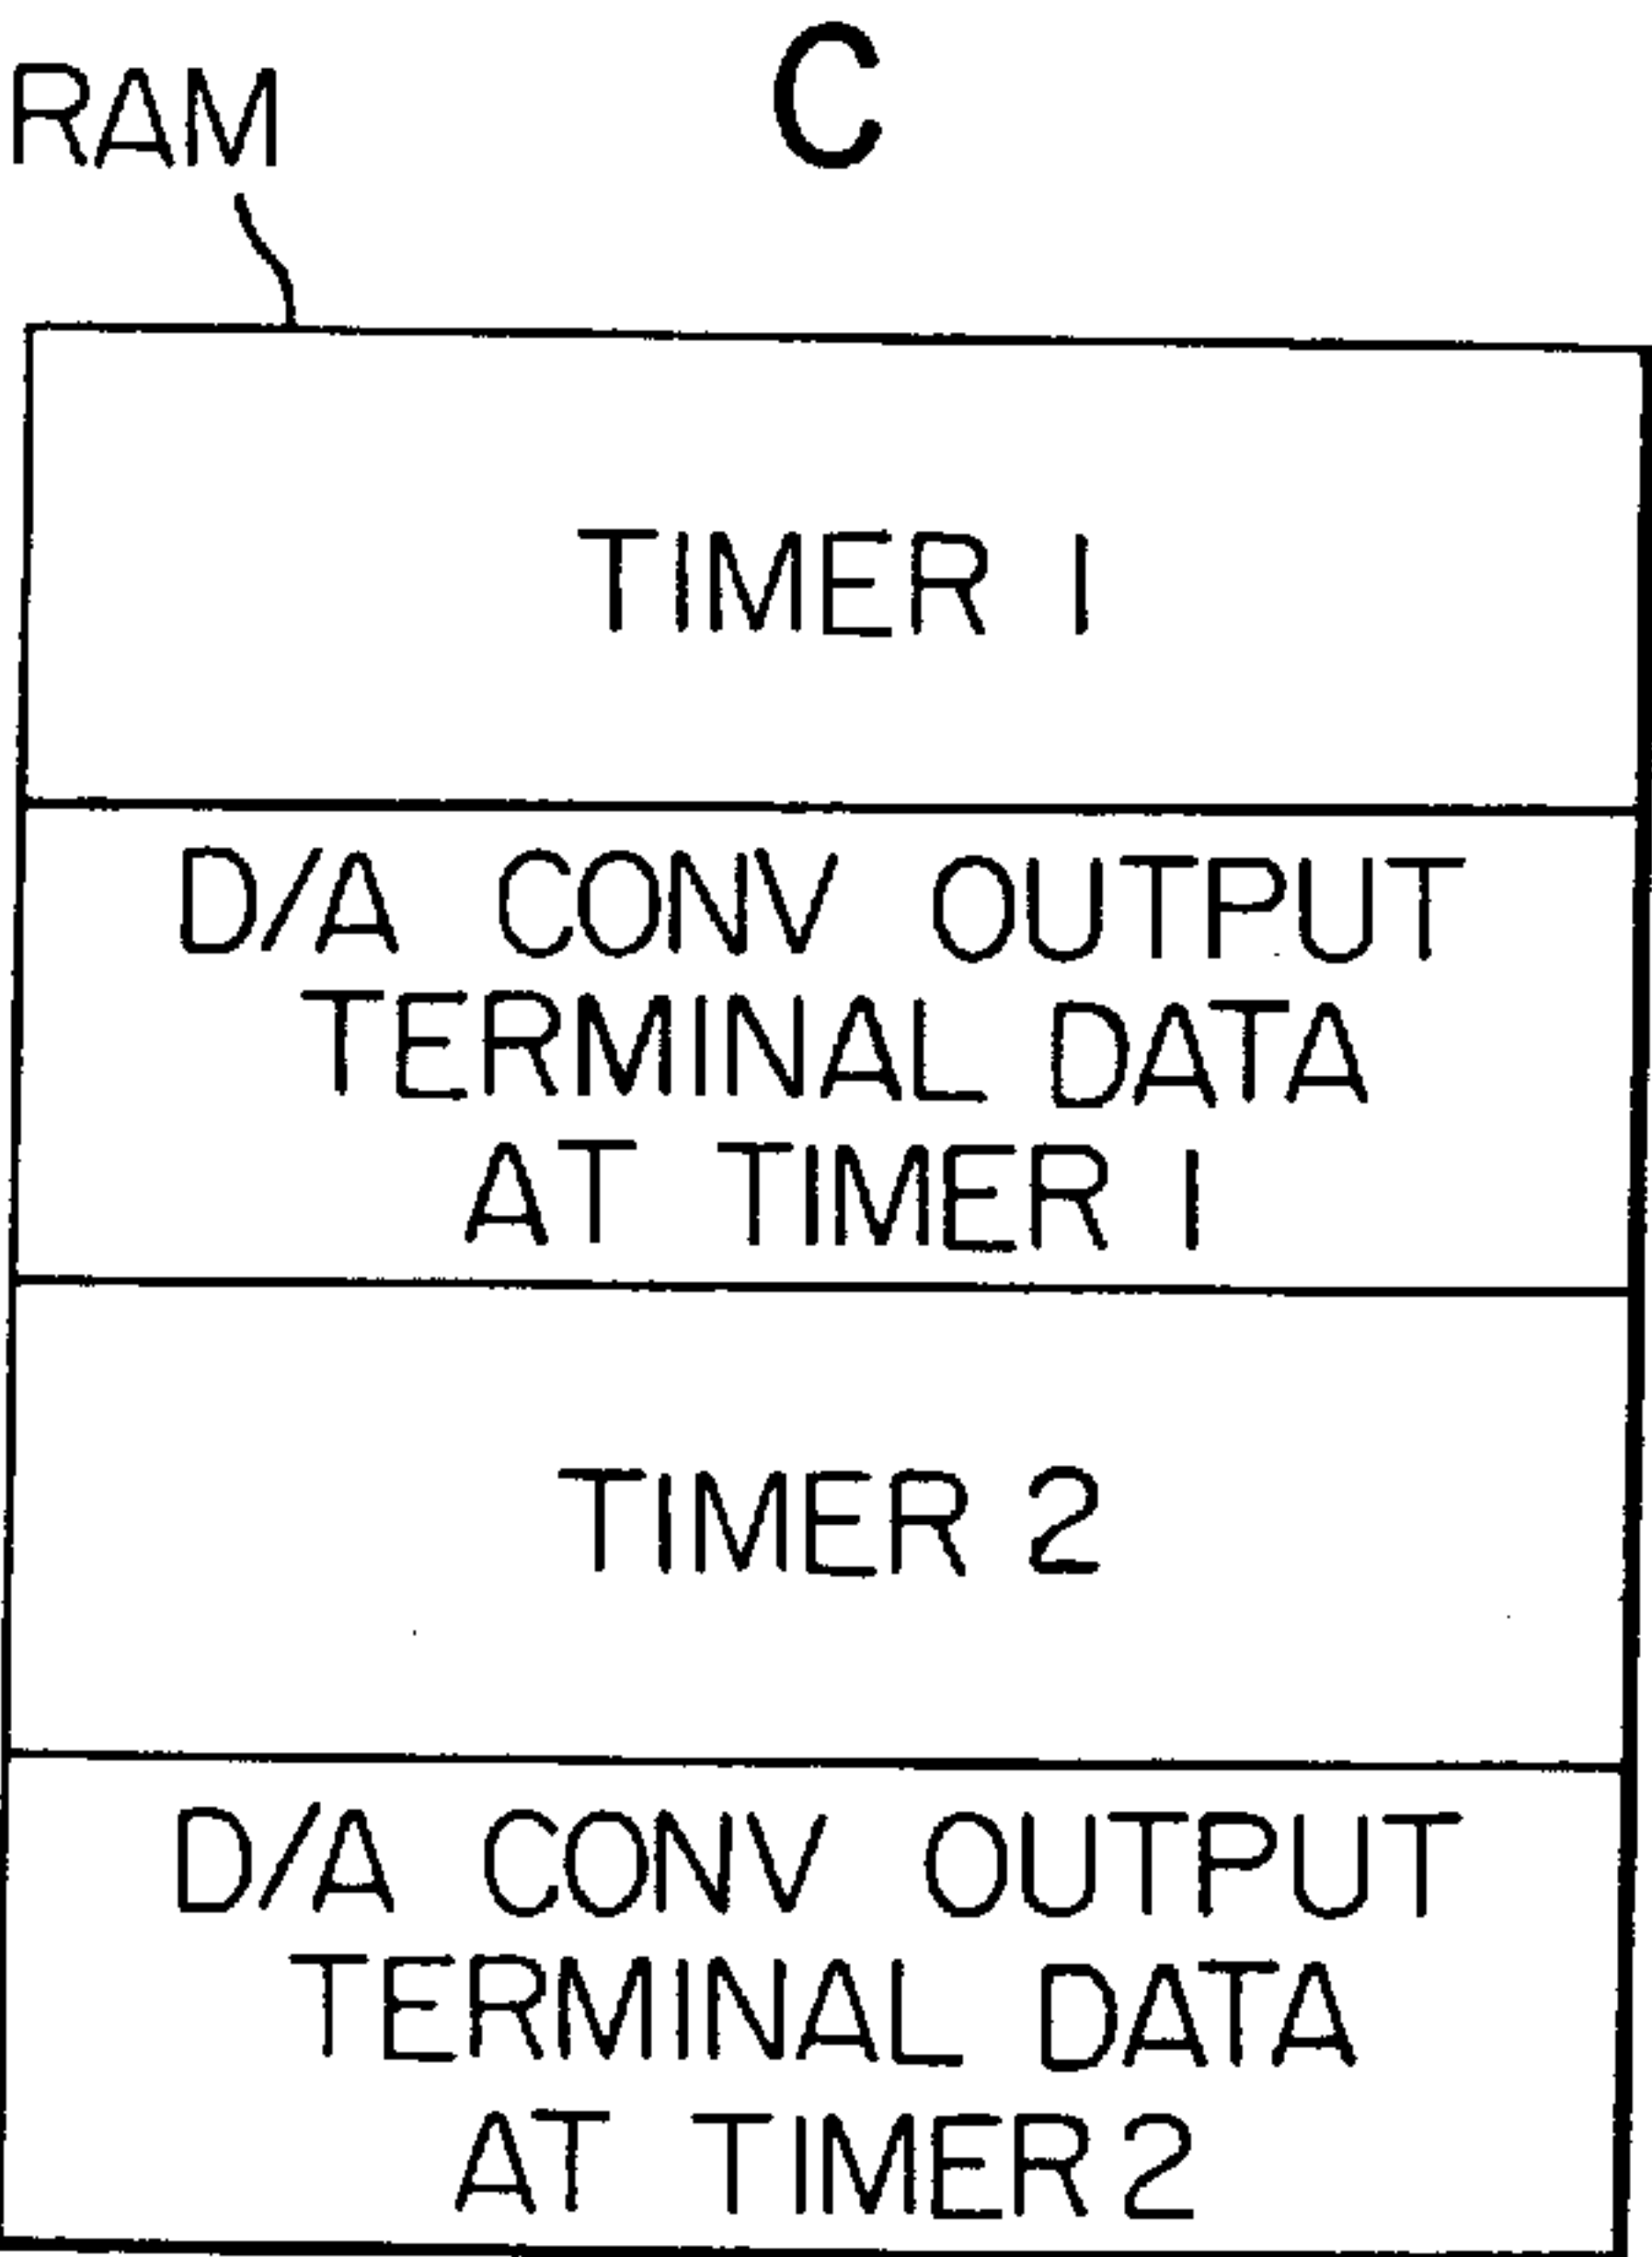 C
RAM
TIMER 1
D/A CONV OUTPUT
TERMINAL DATA
AT TIMER 1
TIMER 2
D/A CONV OUTPUT
TERMINAL DATA
AT TIMER 2